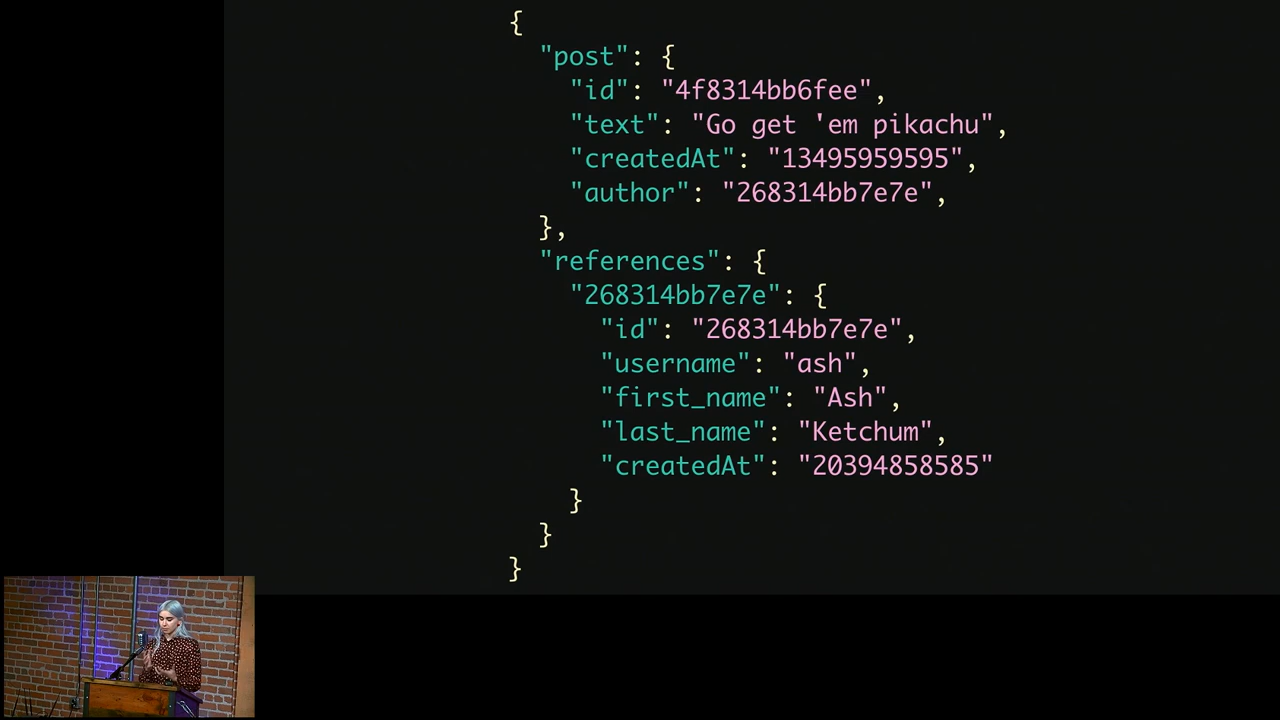 {
"post": {
"id": "4f8314bb6fee",
"text": "Go get 'em pikachu",
"createdAt": "13495959595",
"author": "268314bb7e7e",
},
"references": {
"268314bb7e7e": {
"id": "268314bb7e7e",
"username": "ash",
"first_name": "Ash",
"last_name": "Ketchum",
"createdAt": "20394858585"
}
}
}